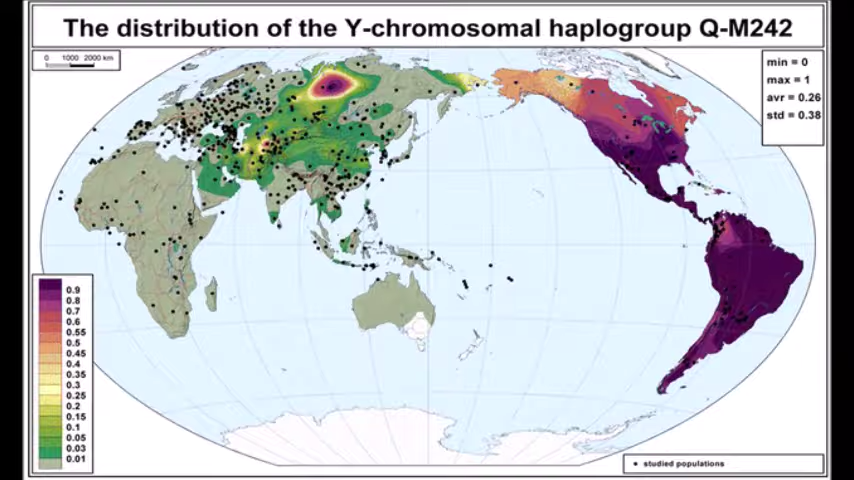 The distribution of the Y-chromosomal haplogroup Q-M242
0 1000 2000 km
min = 0
max = 1
avr = 0.26
std = 0.38
0.9
0.8
0.7
0.6
0.55
0.5
0.45
0.4
0.35
0.3
0.25
0.2
0.15
0.1
0.05
0.03
0.01
studied populations